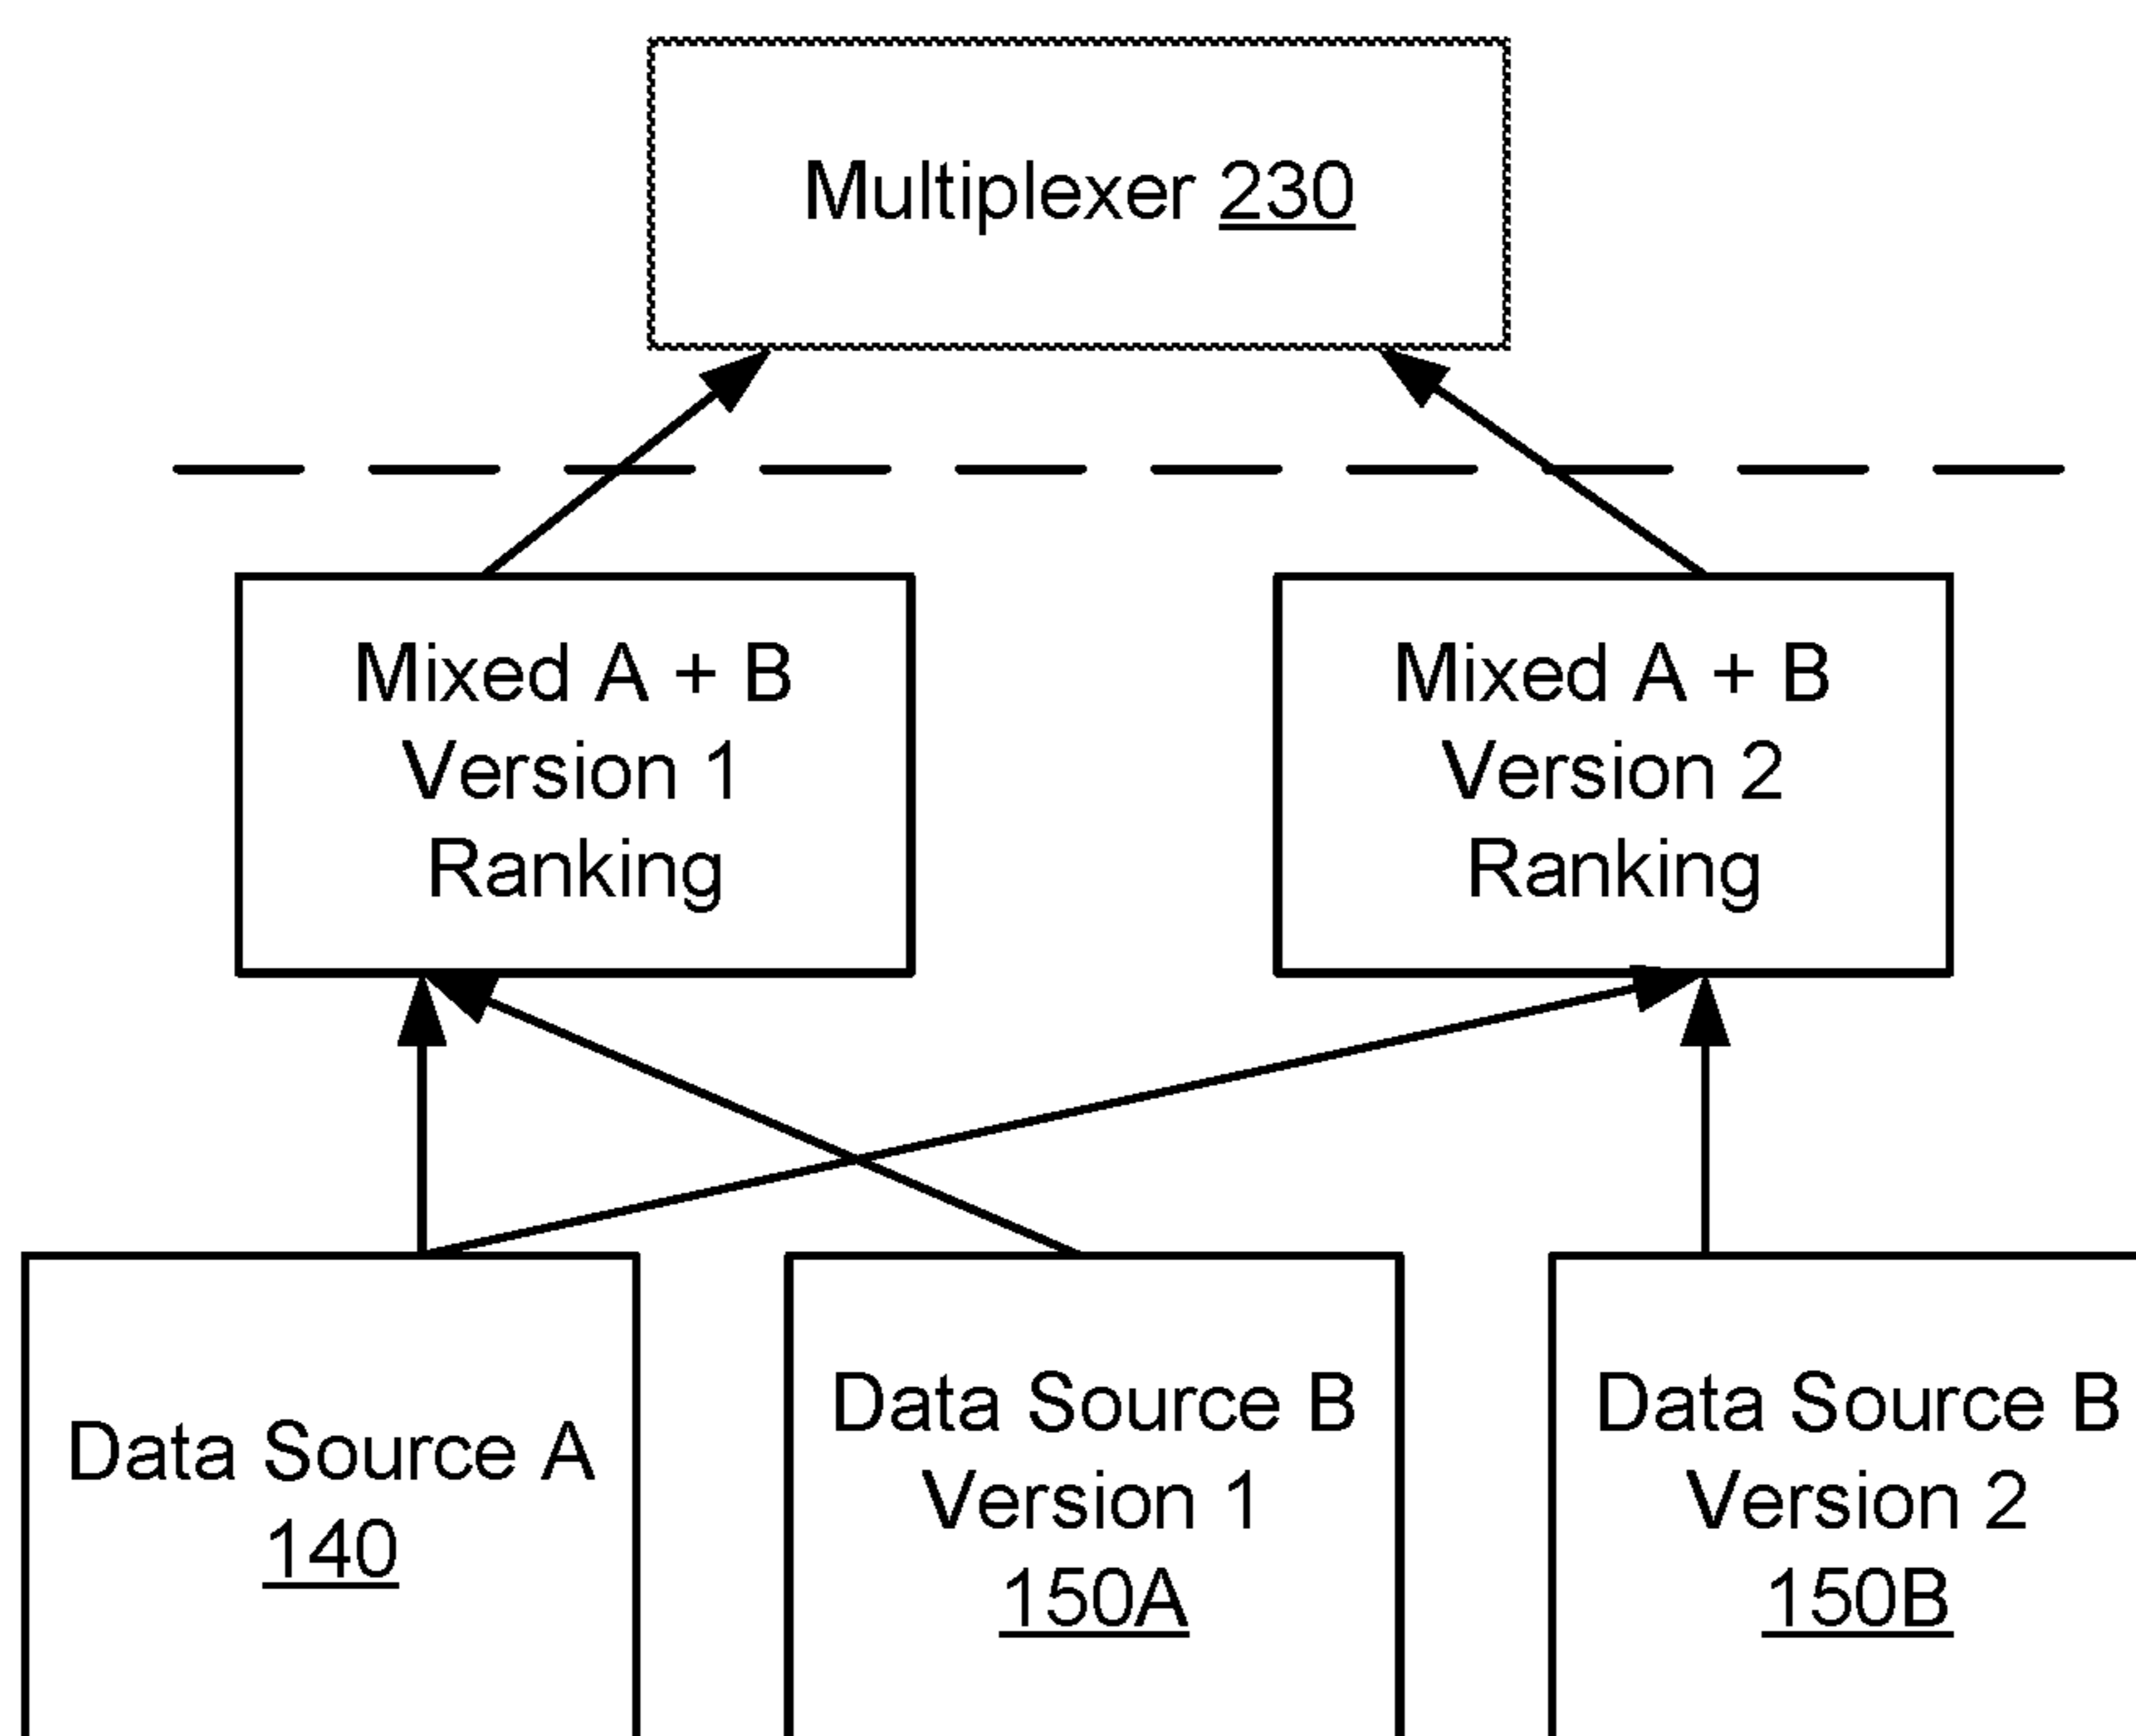 Multiplexer 230
Mixed A + B
Version 1
Ranking
Mixed A + B
Version 2
Ranking
Data Source A
140
Data Source B
Version 1
150A
Data Source B
Version 2
150B